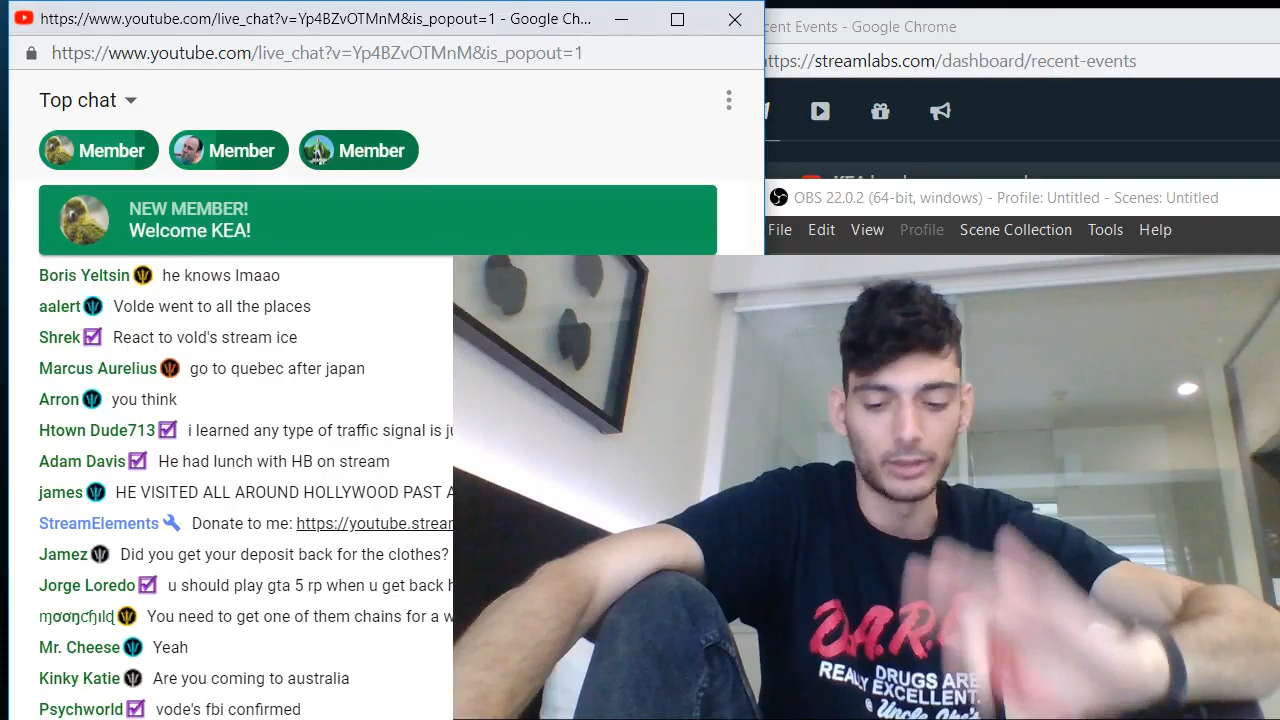 https://www.youtube.com/live_chat?v=Yp4BZvOTMnM&is_popout=1 - Google Ch...
cent Events - Google Chrome
https://www.youtube.com/live_chat?v=Yp4BZvOTMnM&is_popout=1
ttps://streamlabs.com/dashboard/recent-events
Top chat
Member Member Member
NEW MEMBER!
Welcome KEA!
OBS 22.0.2 (64-bit, windows) - Profile: Untitled - Scenes: Untitled
File Edit View Profile Scene Collection Tools Help
Boris Yeltsin he knows lmaao
aalert Volde went to all the places
Shrek React to vold's stream ice
Marcus Aurelius go to quebec after japan
Arron you think
Htown Dude713 i learned any type of traffic signal is
Adam Davis He had lunch with HB on stream
james HE VISITED ALL AROUND HOLLYWOOD PAST
StreamElements Donate to me: https://youtube.strear
Jamez Did you get your deposit back for the clothes?
Jorge Loredo u should play gta 5 rp when u get back
You need to get one of them chains for a
Mr. Cheese Yeah
Kinky Katie Are you coming to australia
Psychworld vode's fbi confirmed
D.A.R.
REALLY DRUGS ARE
EXCELLENT.
@ Uncle